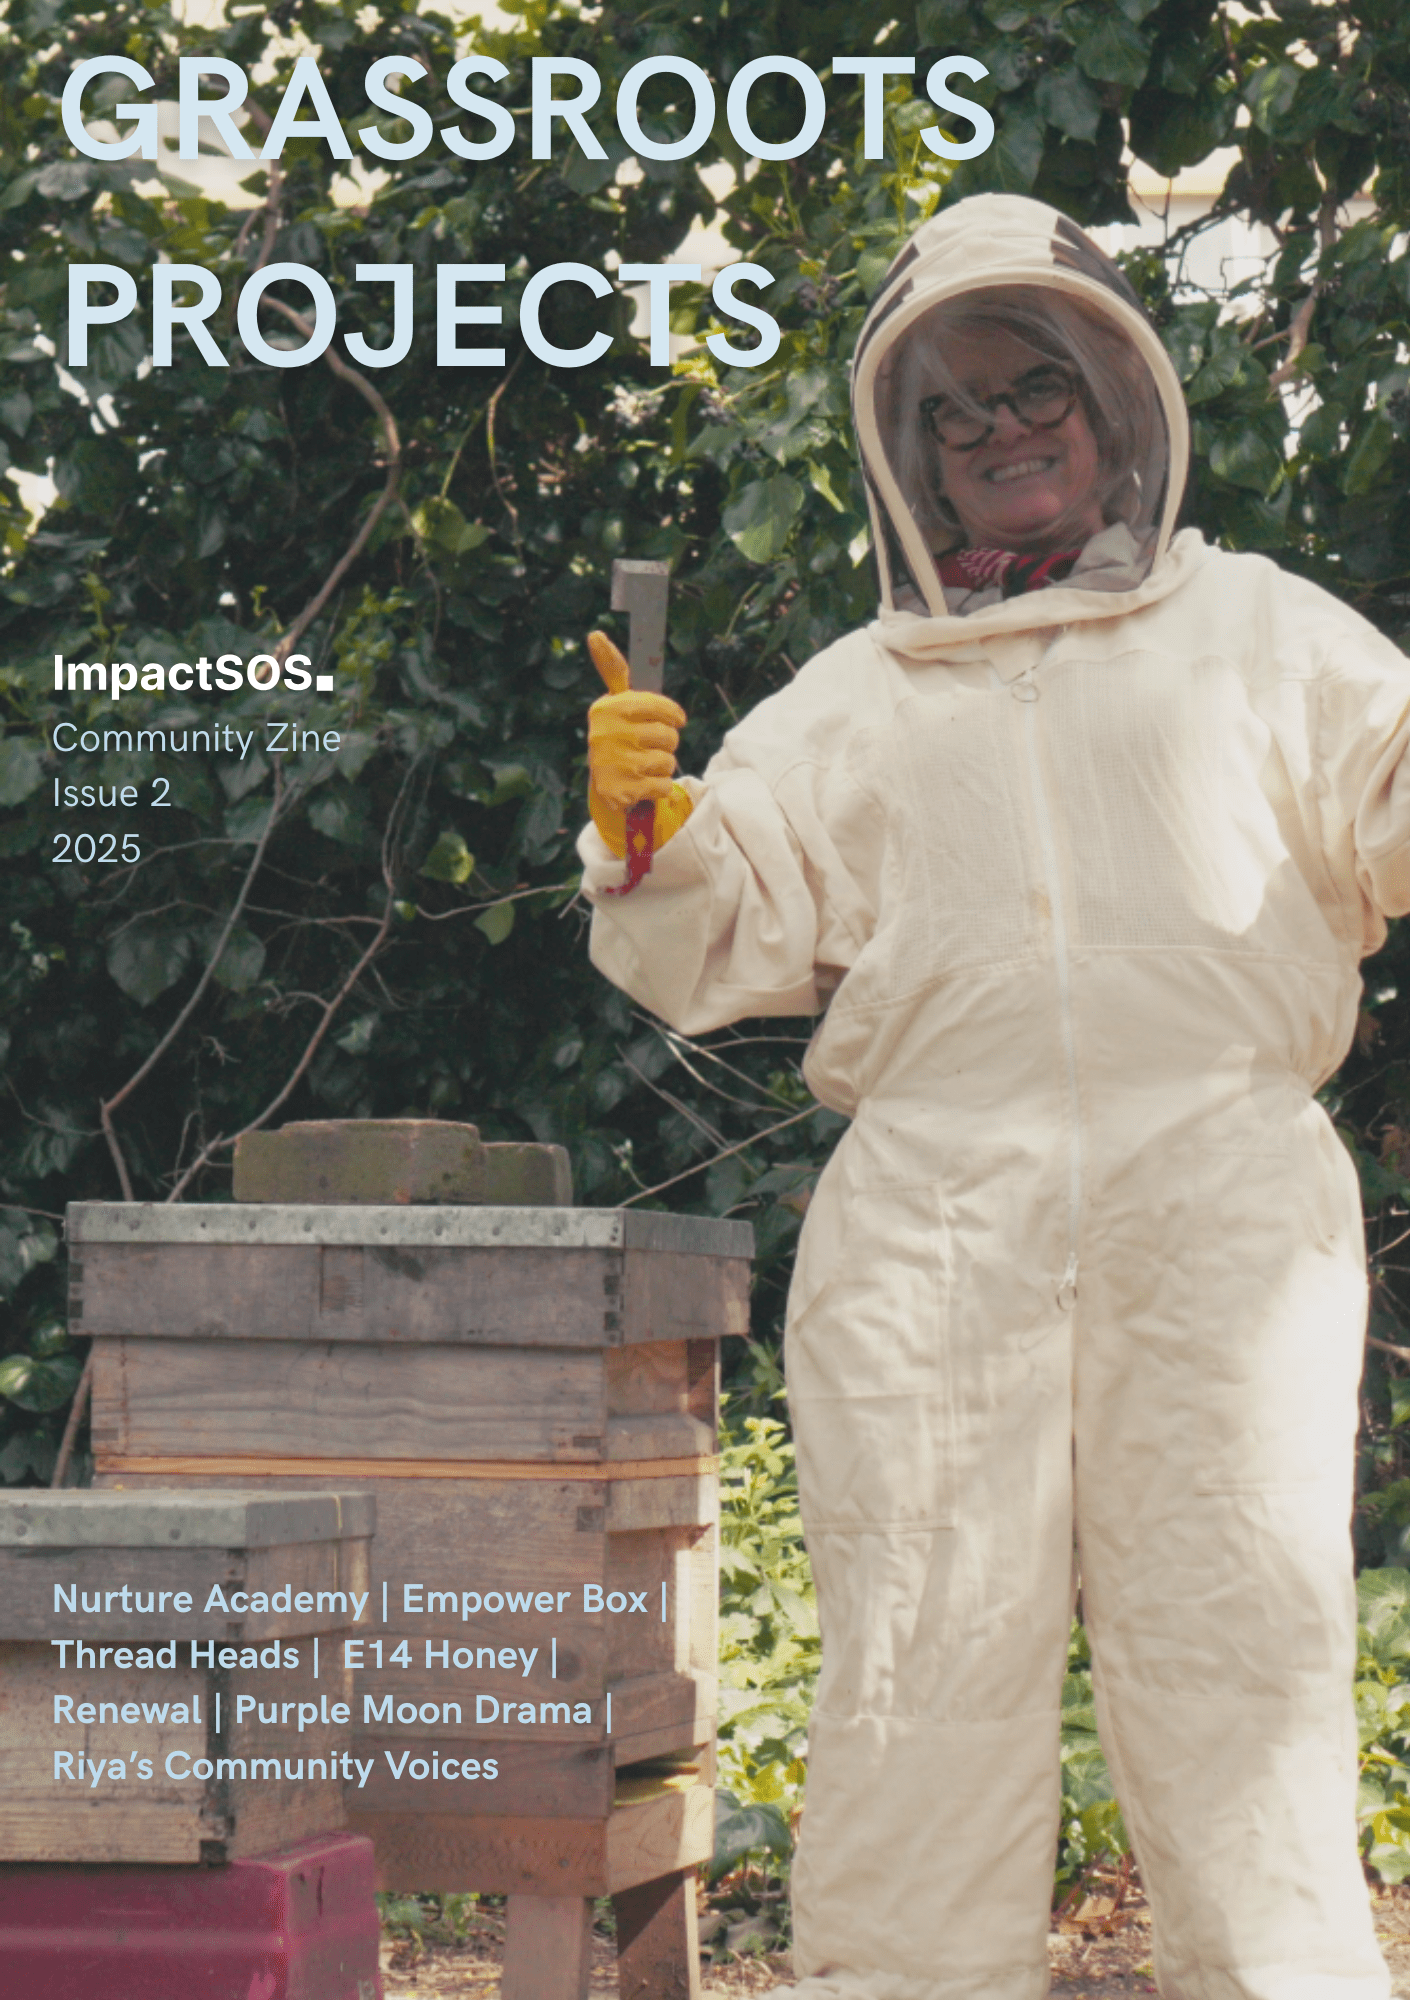 GRASSROOTS
PROJECTS
ImpactSOS.
Community Zine
Issue 2
2025
Nurture Academy | Empower Box |
Thread Heads | E14 Honey |
Renewal | Purple Moon Drama |
Riya’s Community Voices